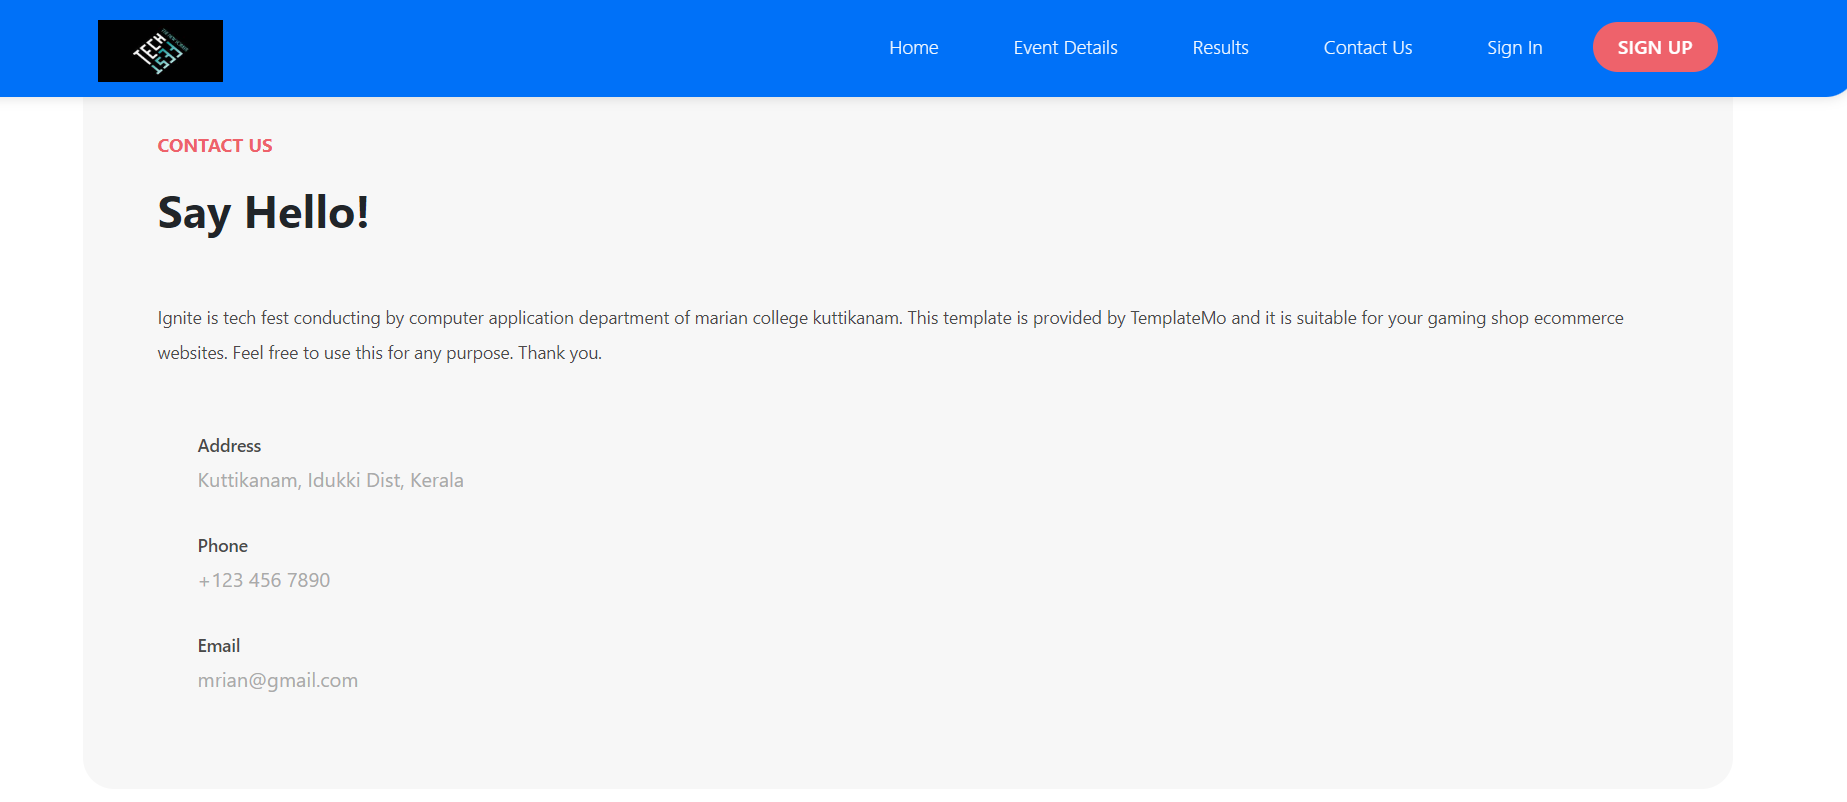 TECH
FEST
Home
Event Details
Results
Contact Us
Sign In
SIGN UP
CONTACT US
Say Hello!
Ignite is tech fest conducting by computer application department of marian college kuttikanam. This template is provided by TemplateMo and it is suitable for your gaming shop ecommerce
websites. Feel free to use this for any purpose. Thank you.
Address
Kuttikanam, Idukki Dist, Kerala
Phone
+123 456 7890
Email
mrian@gmail.com